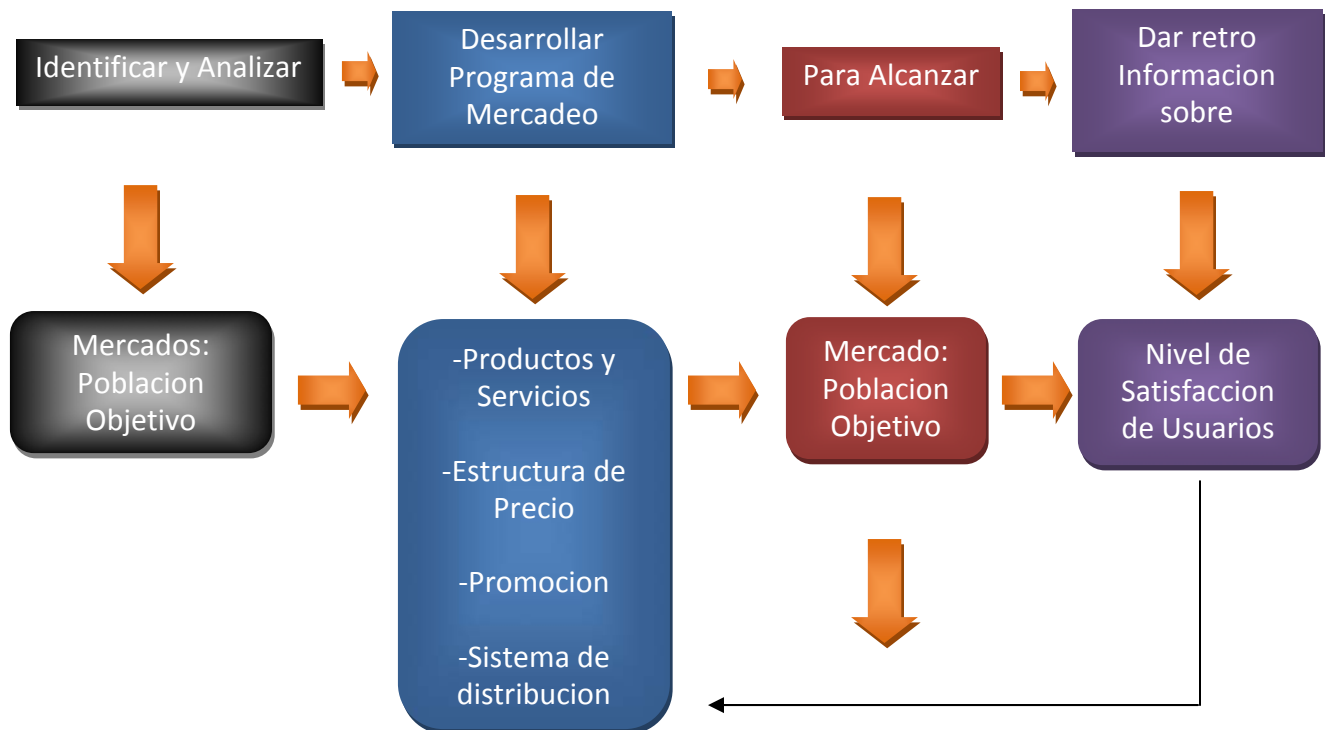 Identificar y Analizar
Desarrollar
Programa de
Mercadeo
Para Alcanzar
Dar retro
Informacion
sobre
Mercados:
Poblacion
Objetivo
-Productos y
Servicios
-Estructura de
Precio
-Promocion
-Sistema de
distribucion
Mercado:
Poblacion
Objetivo
Nivel de
Satisfaccion
de Usuarios